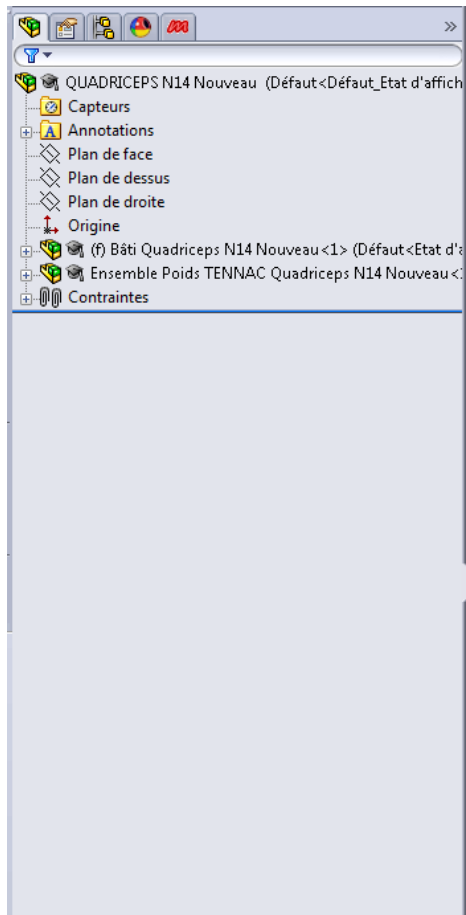 QUADRICEPS N14 Nouveau (Défaut<Défaut_Etat d'affich
Capteurs
Annotations
Plan de face
Plan de dessus
Plan de droite
Origine
(f) Bâti Quadriceps N14 Nouveau<1> (Défaut<Etat d'a
Ensemble Poids TENNAC Quadriceps N14 Nouveau<
Contraintes